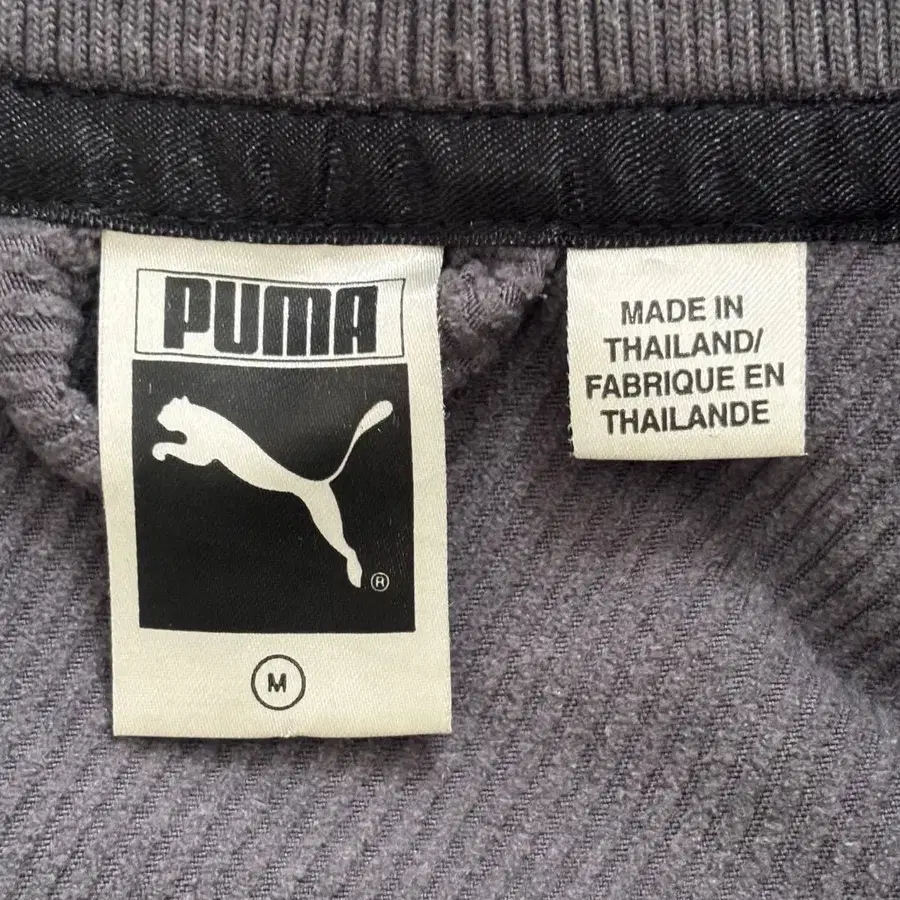 PUMA
®
M
MADE IN
THAILAND/
FABRIQUE EN
THAILANDE